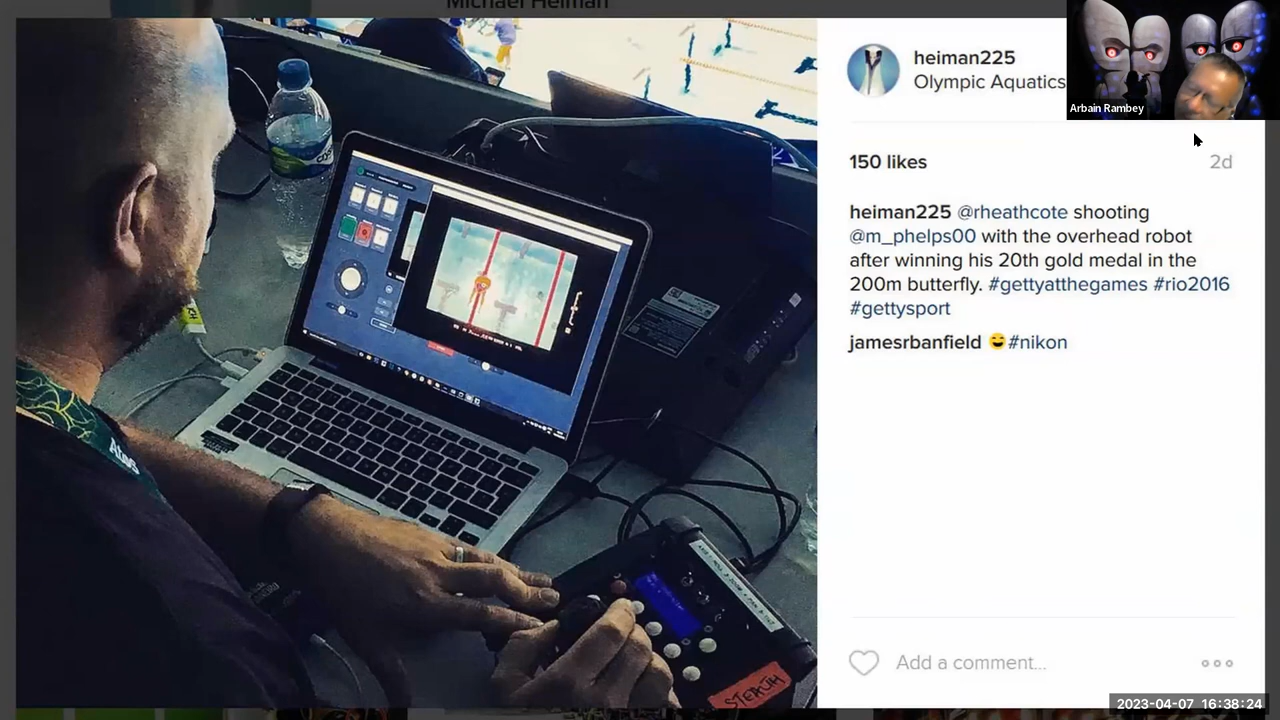 Michael Heiman
heiman225
Olympic Aquatics
Arbain Rambey
150 likes
2d
heiman225 @rheathcote shooting
@m_phelps00 with the overhead robot
after winning his 20th gold medal in the
200m butterfly. #gettyatthegames #rio2016
#gettysport
jamesrbanfield 😄#nikon
Atos
STEALTH
Add a comment...
2023-04-07 16:38:24